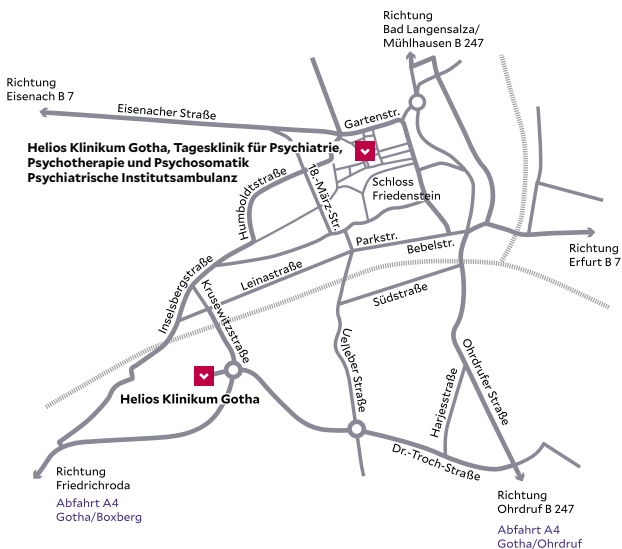 Richtung
Bad Langensalza/
Mühlhausen B 247
Richtung
Eisenach B 7
Eisenacher Straße
Gartenstr.
Helios Klinikum Gotha, Tagesklinik für Psychiatrie,
Psychotherapie und Psychosomatik
Psychiatrische Institutsambulanz
18.-März-Str.
Humboldtstraße
Schloss
Friedenstein
Parkstr.
Bebelstr.
Richtung
Erfurt B 7
Inselsbergstraße
Leinastraße
Krusewitzstraße
Südstraße
Uelleber Straße
Ohrdrufer Straße
Harjesstraße
Helios Klinikum Gotha
Dr.-Troch-Straße
Richtung
Friedrichroda
Abfahrt A4
Gotha/Boxberg
Richtung
Ohrdruf B 247
Abfahrt A4
Gotha/Ohrdruf